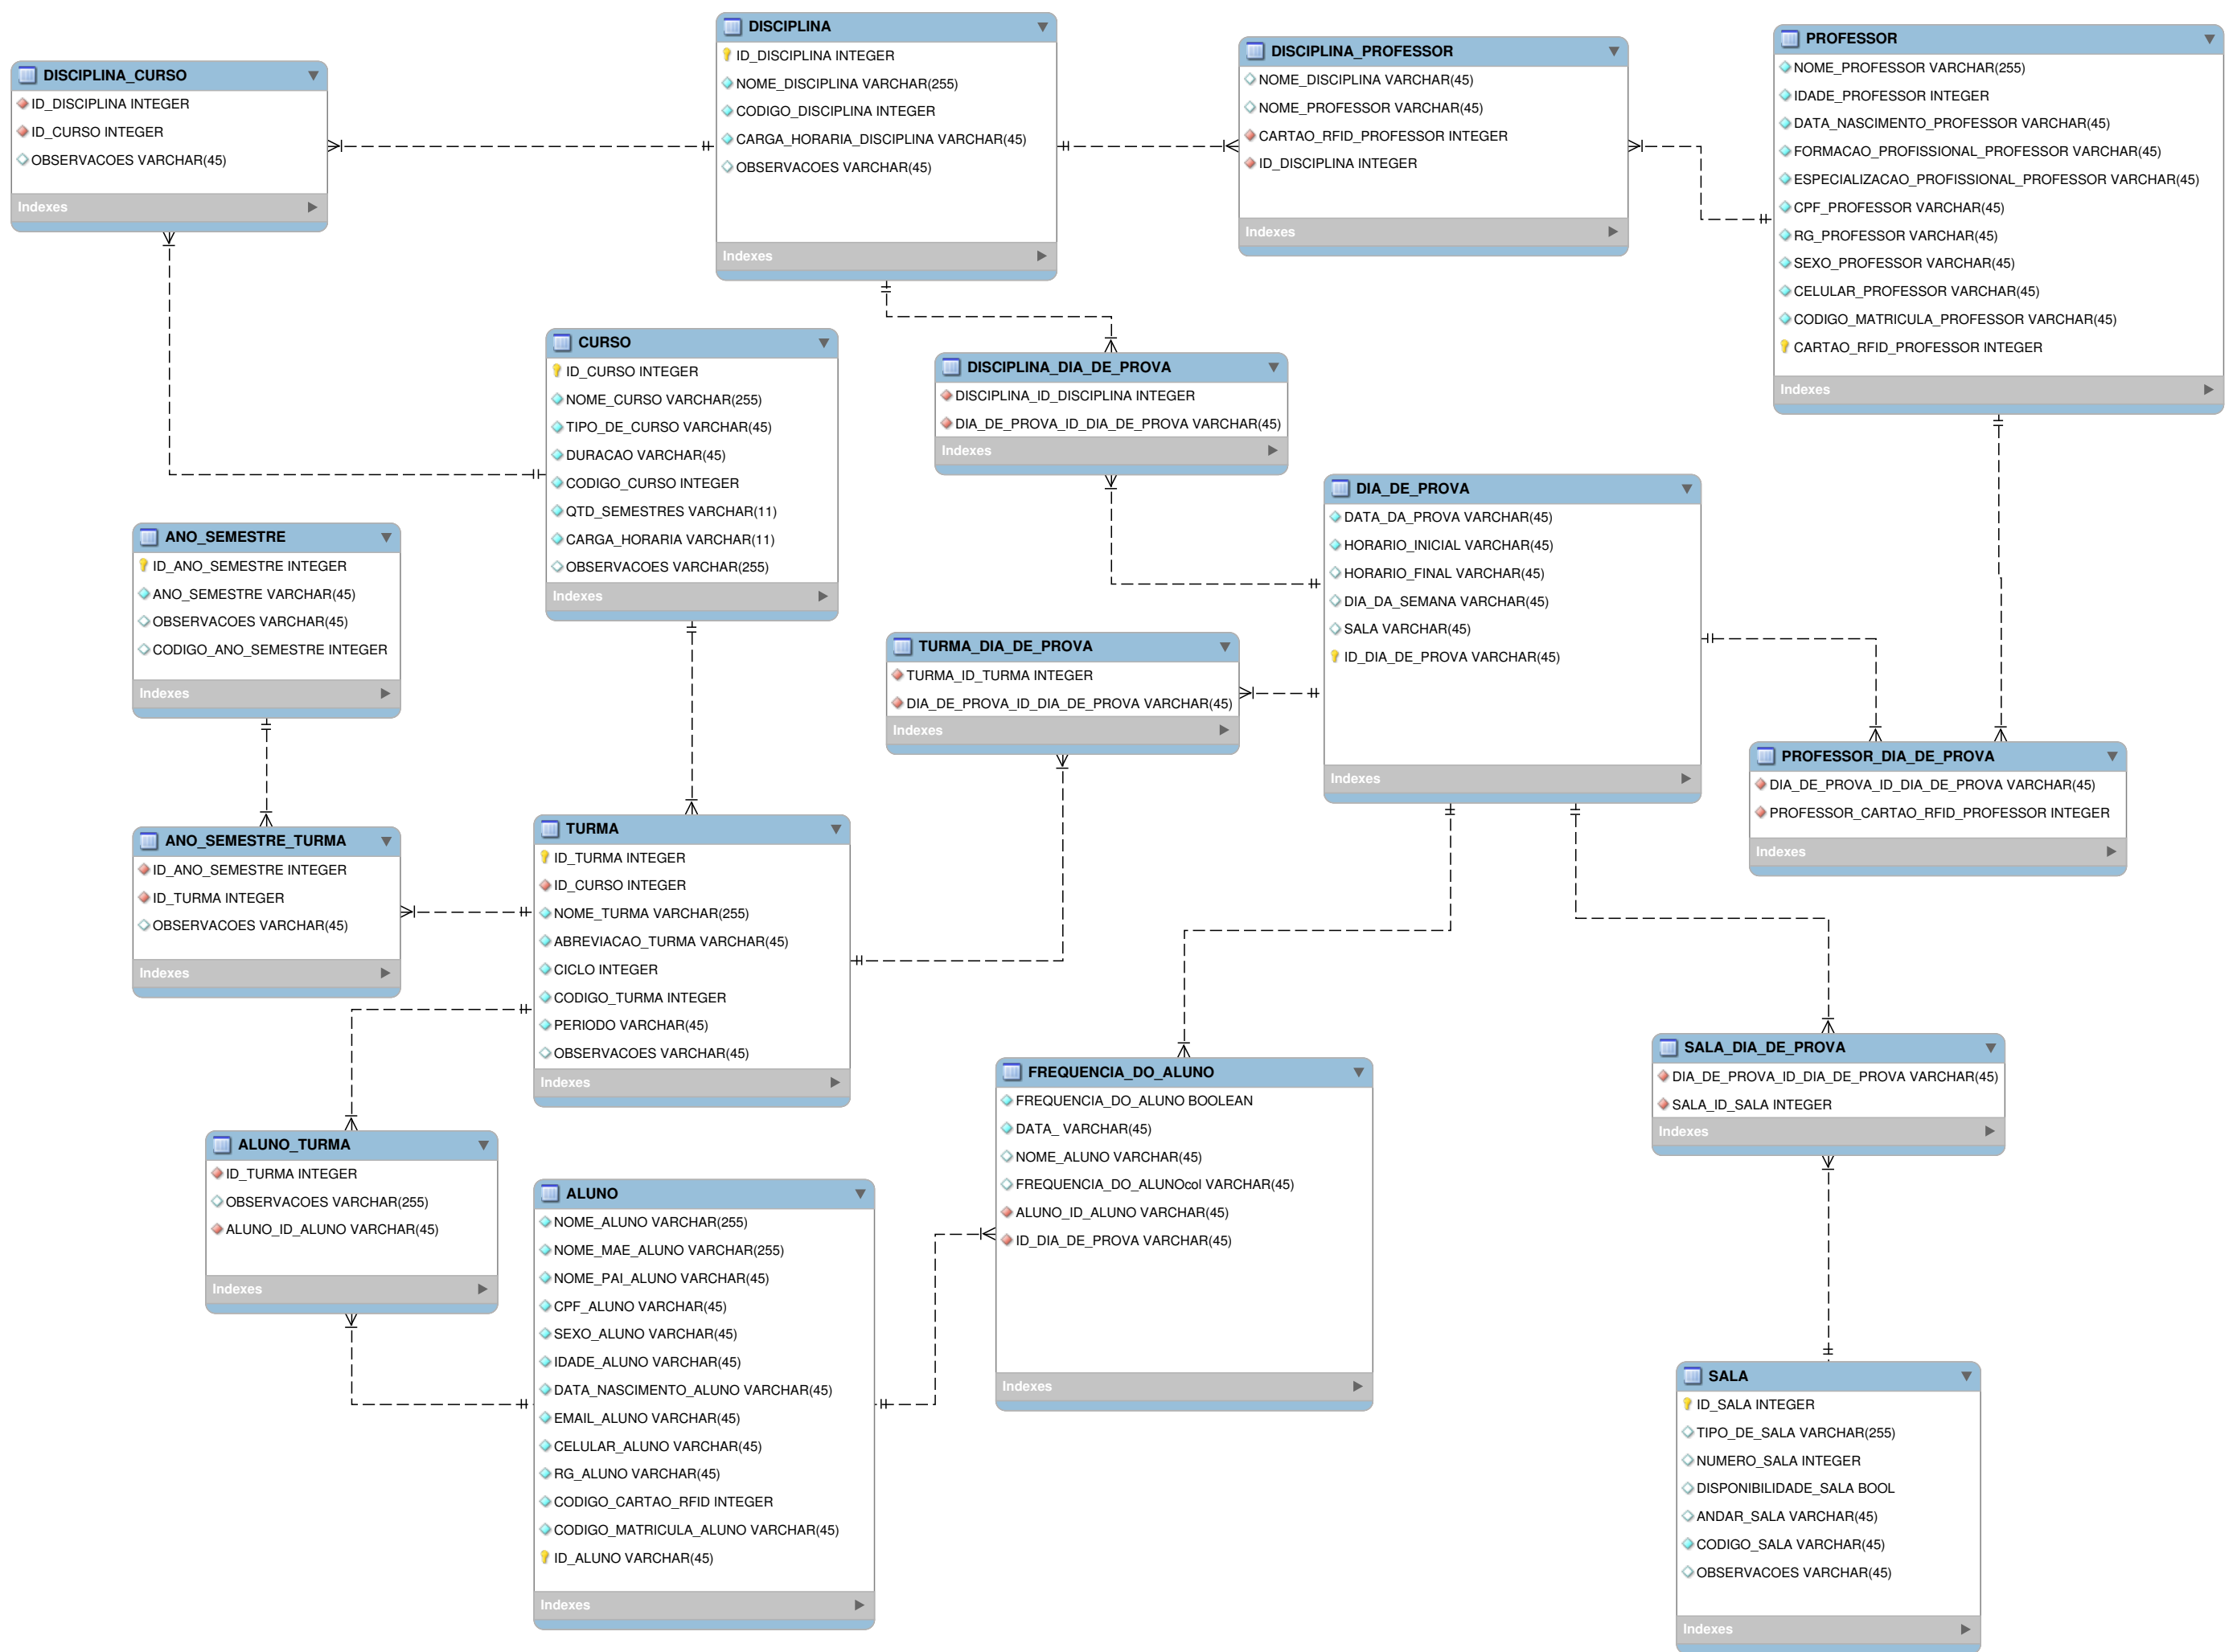 DISCIPLINA_CURSO
ID_DISCIPLINA INTEGER
ID_CURSO INTEGER
OBSERVACOES VARCHAR(45)
Indexes
DISCIPLINA
ID_DISCIPLINA INTEGER
NOME_DISCIPLINA VARCHAR(255)
CODIGO_DISCIPLINA INTEGER
CARGA_HORARIA_DISCIPLINA VARCHAR(45)
OBSERVACOES VARCHAR(45)
Indexes
DISCIPLINA_PROFESSOR
NOME_DISCIPLINA VARCHAR(45)
NOME_PROFESSOR VARCHAR(45)
CARTAO_RFID_PROFESSOR INTEGER
ID_DISCIPLINA INTEGER
Indexes
PROFESSOR
NOME_PROFESSOR VARCHAR(255)
IDADE_PROFESSOR INTEGER
DATA_NASCIMENTO_PROFESSOR VARCHAR(45)
FORMACAO_PROFISSIONAL_PROFESSOR VARCHAR(45)
ESPECIALIZACAO_PROFISSIONAL_PROFESSOR VARCHAR(45)
CPF_PROFESSOR VARCHAR(45)
RG_PROFESSOR VARCHAR(45)
SEXO_PROFESSOR VARCHAR(45)
CELULAR_PROFESSOR VARCHAR(45)
CODIGO_MATRICULA_PROFESSOR VARCHAR(45)
CARTAO_RFID_PROFESSOR INTEGER
Indexes
CURSO
ID_CURSO INTEGER
NOME_CURSO VARCHAR(255)
TIPO_DE_CURSO VARCHAR(45)
DURACAO VARCHAR(45)
CODIGO_CURSO INTEGER
QTD_SEMESTRES VARCHAR(11)
CARGA_HORARIA VARCHAR(11)
OBSERVACOES VARCHAR(255)
Indexes
DISCIPLINA_DIA_DE_PROVA
DISCIPLINA_ID_DISCIPLINA INTEGER
DIA_DE_PROVA_ID_DIA_DE_PROVA VARCHAR(45)
Indexes
DIA_DE_PROVA
DATA_DA_PROVA VARCHAR(45)
HORARIO_INICIAL VARCHAR(45)
HORARIO_FINAL VARCHAR(45)
DIA_DA_SEMANA VARCHAR(45)
SALA VARCHAR(45)
ID_DIA_DE_PROVA VARCHAR(45)
Indexes
ANO_SEMESTRE
ID_ANO_SEMESTRE INTEGER
ANO_SEMESTRE VARCHAR(45)
OBSERVACOES VARCHAR(45)
CODIGO_ANO_SEMESTRE INTEGER
Indexes
TURMA_DIA_DE_PROVA
TURMA_ID_TURMA INTEGER
DIA_DE_PROVA_ID_DIA_DE_PROVA VARCHAR(45)
Indexes
PROFESSOR_DIA_DE_PROVA
DIA_DE_PROVA_ID_DIA_DE_PROVA VARCHAR(45)
PROFESSOR_CARTAO_RFID_PROFESSOR INTEGER
Indexes
ANO_SEMESTRE_TURMA
ID_ANO_SEMESTRE INTEGER
ID_TURMA INTEGER
OBSERVACOES VARCHAR(45)
Indexes
TURMA
ID_TURMA INTEGER
ID_CURSO INTEGER
NOME_TURMA VARCHAR(255)
ABREVIACAO_TURMA VARCHAR(45)
CICLO INTEGER
CODIGO_TURMA INTEGER
PERIODO VARCHAR(45)
OBSERVACOES VARCHAR(45)
Indexes
SALA_DIA_DE_PROVA
DIA_DE_PROVA_ID_DIA_DE_PROVA VARCHAR(45)
SALA_ID_SALA INTEGER
Indexes
FREQUENCIA_DO_ALUNO
FREQUENCIA_DO_ALUNO BOOLEAN
DATA_ VARCHAR(45)
NOME_ALUNO VARCHAR(45)
FREQUENCIA_DO_ALUNOcol VARCHAR(45)
ALUNO_ID_ALUNO VARCHAR(45)
ID_DIA_DE_PROVA VARCHAR(45)
Indexes
ALUNO_TURMA
ID_TURMA INTEGER
OBSERVACOES VARCHAR(255)
ALUNO_ID_ALUNO VARCHAR(45)
Indexes
ALUNO
NOME_ALUNO VARCHAR(255)
NOME_MAE_ALUNO VARCHAR(255)
NOME_PAI_ALUNO VARCHAR(45)
CPF_ALUNO VARCHAR(45)
SEXO_ALUNO VARCHAR(45)
IDADE_ALUNO VARCHAR(45)
DATA_NASCIMENTO_ALUNO VARCHAR(45)
EMAIL_ALUNO VARCHAR(45)
CELULAR_ALUNO VARCHAR(45)
RG_ALUNO VARCHAR(45)
CODIGO_CARTAO_RFID INTEGER
CODIGO_MATRICULA_ALUNO VARCHAR(45)
ID_ALUNO VARCHAR(45)
Indexes
SALA
ID_SALA INTEGER
TIPO_DE_SALA VARCHAR(255)
NUMERO_SALA INTEGER
DISPONIBILIDADE_SALA BOOL
ANDAR_SALA VARCHAR(45)
CODIGO_SALA VARCHAR(45)
OBSERVACOES VARCHAR(45)
Indexes